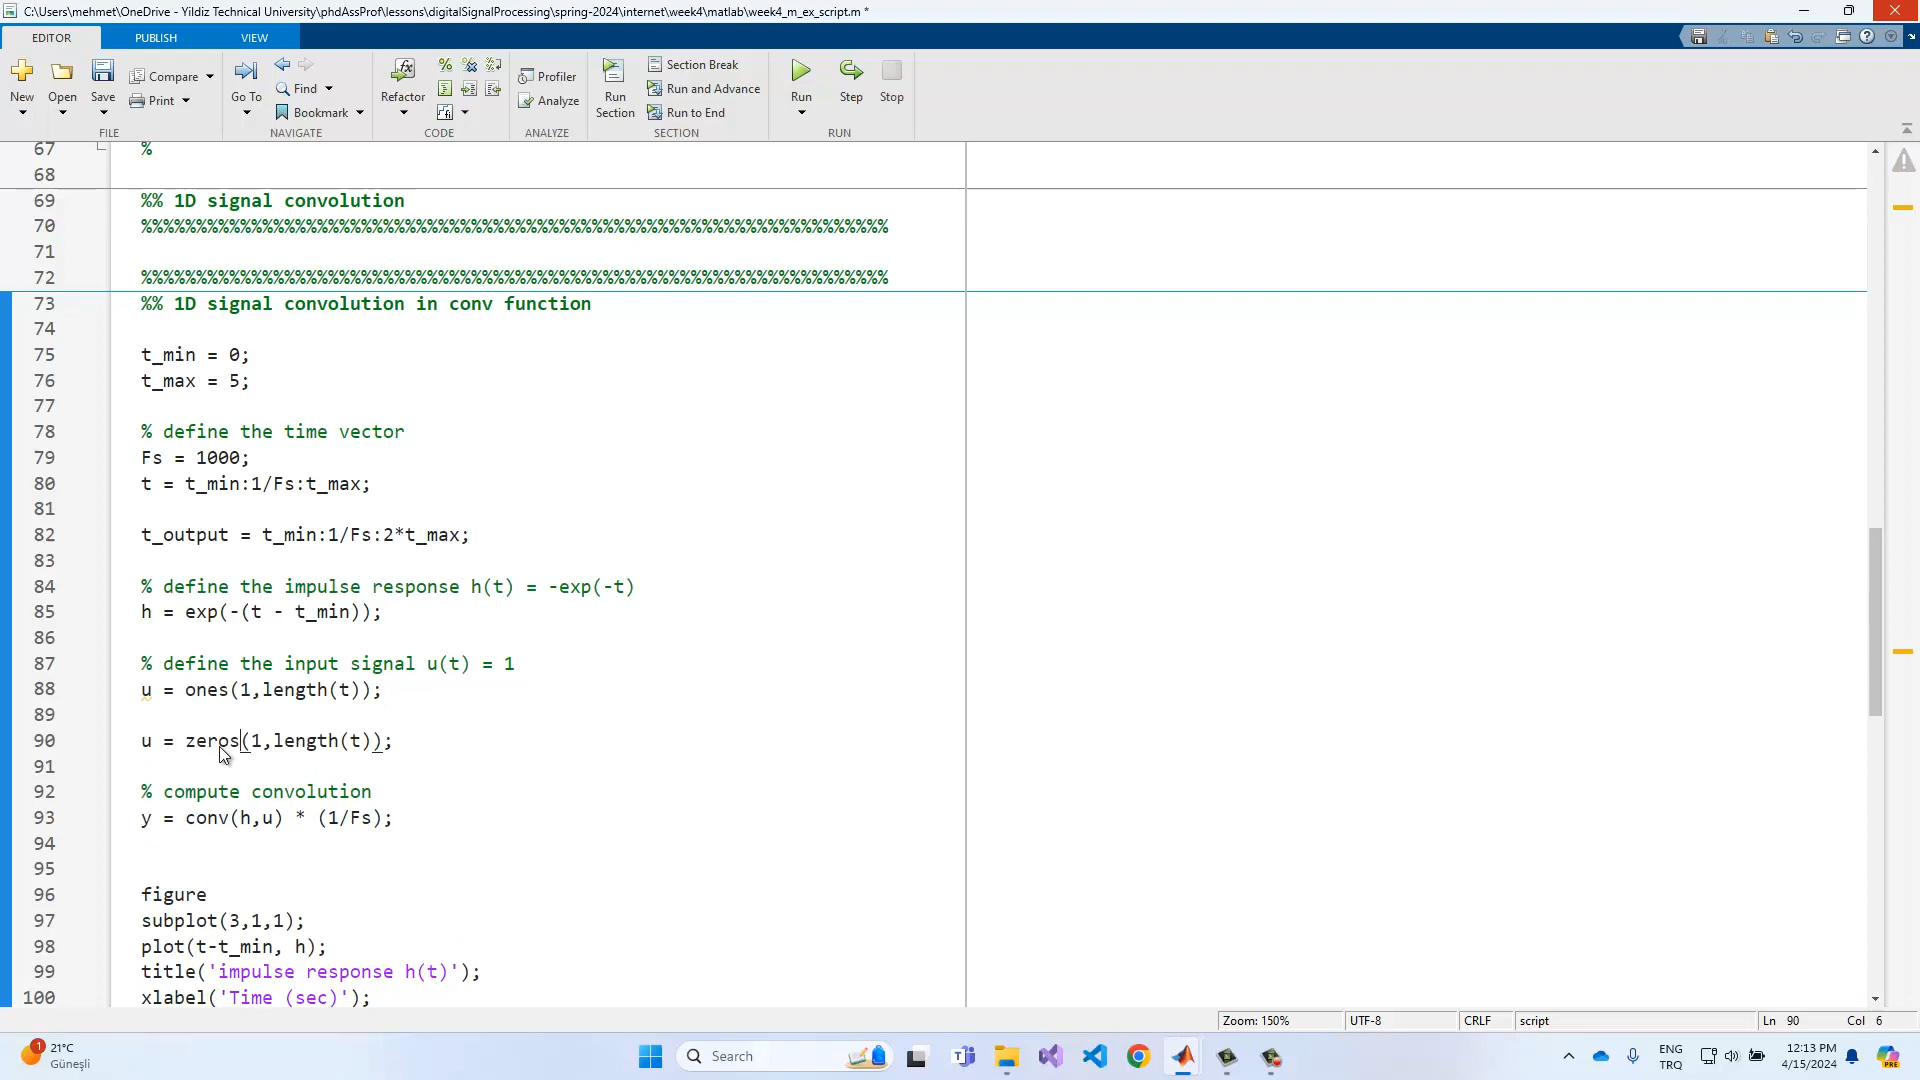 C:\Users\mehmet\OneDrive - Yildiz Technical University\phdAssProf\lessons\digitalSignalProcessing\spring-2024\internet\week4\matlab\week4_m_ex_script.m *
EDITOR PUBLISH VIEW
New Open Save Compare Print Go To Find Bookmark Refactor Profiler Analyze Run Section Section Break Run and Advance Run to End Run Step Stop
FILE NAVIGATE CODE ANALYZE SECTION RUN
67 %
68
69 %% 1D signal convolution
70 %%%%%%%%%%%%%%%%%%%%%%%%%%%%%%%%%%%%%%%%%%%%%%%%%%%%%%%%%%%%%%%%%%%%
71
72 %%%%%%%%%%%%%%%%%%%%%%%%%%%%%%%%%%%%%%%%%%%%%%%%%%%%%%%%%%%%%%%%%%%%
73 %% 1D signal convolution in conv function
74
75 t_min = 0;
76 t_max = 5;
77
78 % define the time vector
79 Fs = 1000;
80 t = t_min:1/Fs:t_max;
81
82 t_output = t_min:1/Fs:2*t_max;
83
84 % define the impulse response h(t) = -exp(-t)
85 h = exp(-(t - t_min));
86
87 % define the input signal u(t) = 1
88 u = ones(1,length(t));
89
90 u = zeros(1,length(t));
91
92 % compute convolution
93 y = conv(h,u) * (1/Fs);
94
95
96 figure
97 subplot(3,1,1);
98 plot(t-t_min, h);
99 title('impulse response h(t)');
100 xlabel('Time (sec)');
Zoom: 150% UTF-8 CRLF script Ln 90 Col 6
1 21°C Güneşli Search ENG TRQ 12:13 PM 4/15/2024 PRE